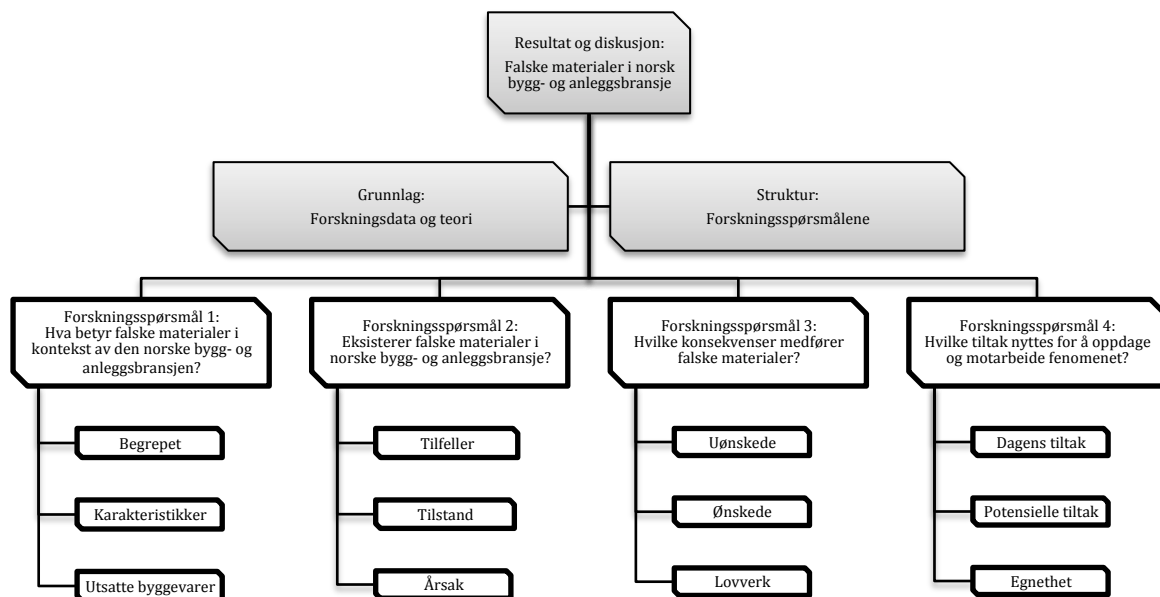 Resultat og diskusjon:
Falske materialer i norsk
bygg- og anleggsbransje
Grunnlag:
Forskningsdata og teori
Struktur:
Forskningsspørsmålene
Forskningsspørsmål 1:
Hva betyr falske materialer i
kontekst av den norske bygg- og
anleggsbransjen?
Begrepet
Karakteristikker
Utsatte byggevarer
Forskningsspørsmål 2:
Eksisterer falske materialer i
norske bygg- og anleggsbransje?
Tilfeller
Tilstand
Årsak
Forskningsspørsmål 3:
Hvilke konsekvenser medfører
falske materialer?
Uønskede
Ønskede
Lovverk
Forskningsspørsmål 4:
Hvilke tiltak nyttes for å oppdage
og motarbeide fenomenet?
Dagens tiltak
Potensielle tiltak
Egnethet